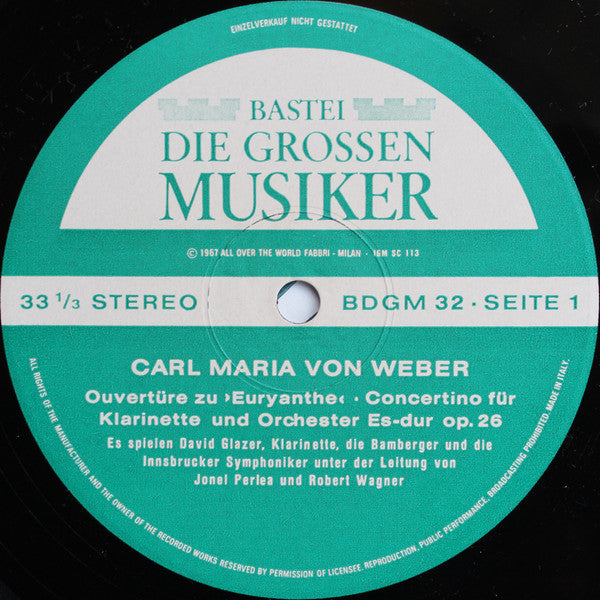 EINZELVERKAUF NICHT GESTATTET
BASTEI
DIE GROSSEN
MUSIKER
© 1967 ALL OVER THE WORLD FABBRI - MILAN · IGM SC 113
33 1/3 STEREO
BDGM 32 · SEITE 1
CARL MARIA VON WEBER
Ouvertüre zu ›Euryanthe‹ · Concertino für
Klarinette und Orchester Es-dur op. 26
Es spielen David Glazer, Klarinette, die Bamberger und die
Innsbrucker Symphoniker unter der Leitung von
Jonel Perlea und Robert Wagner
ALL RIGHTS OF THE MANUFACTURER AND THE OWNER OF THE RECORDED WORKS RESERVED BY PERMISSION OF LICENSEE. REPRODUCTION, PUBLIC PERFORMANCE, BROADCASTING PROHIBITED. MADE IN ITALY.